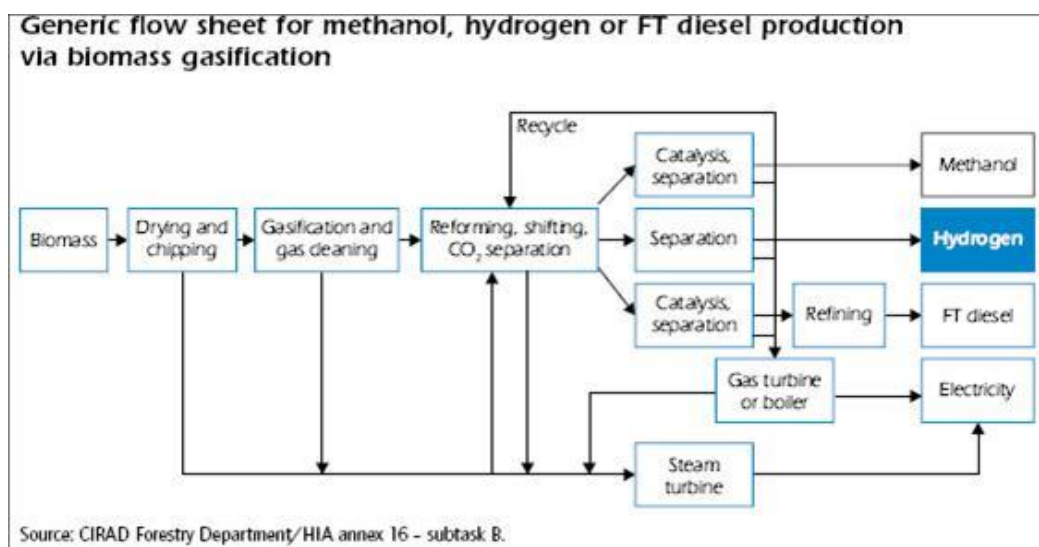 Generic flow sheet for methanol, hydrogen or FT diesel production
via biomass gasification
Recycle
Catalysis,
separation
Methanol
Biomass
Drying and
chipping
Gasification and
gas cleaning
Reforming, shifting,
CO₂ separation
Separation
Hydrogen
Catalysis,
separation
Refining
FT diesel
Gas turbine
or boiler
Electricity
Steam
turbine
Source: CIRAD Forestry Department/HIA annex 16 – subtask B.